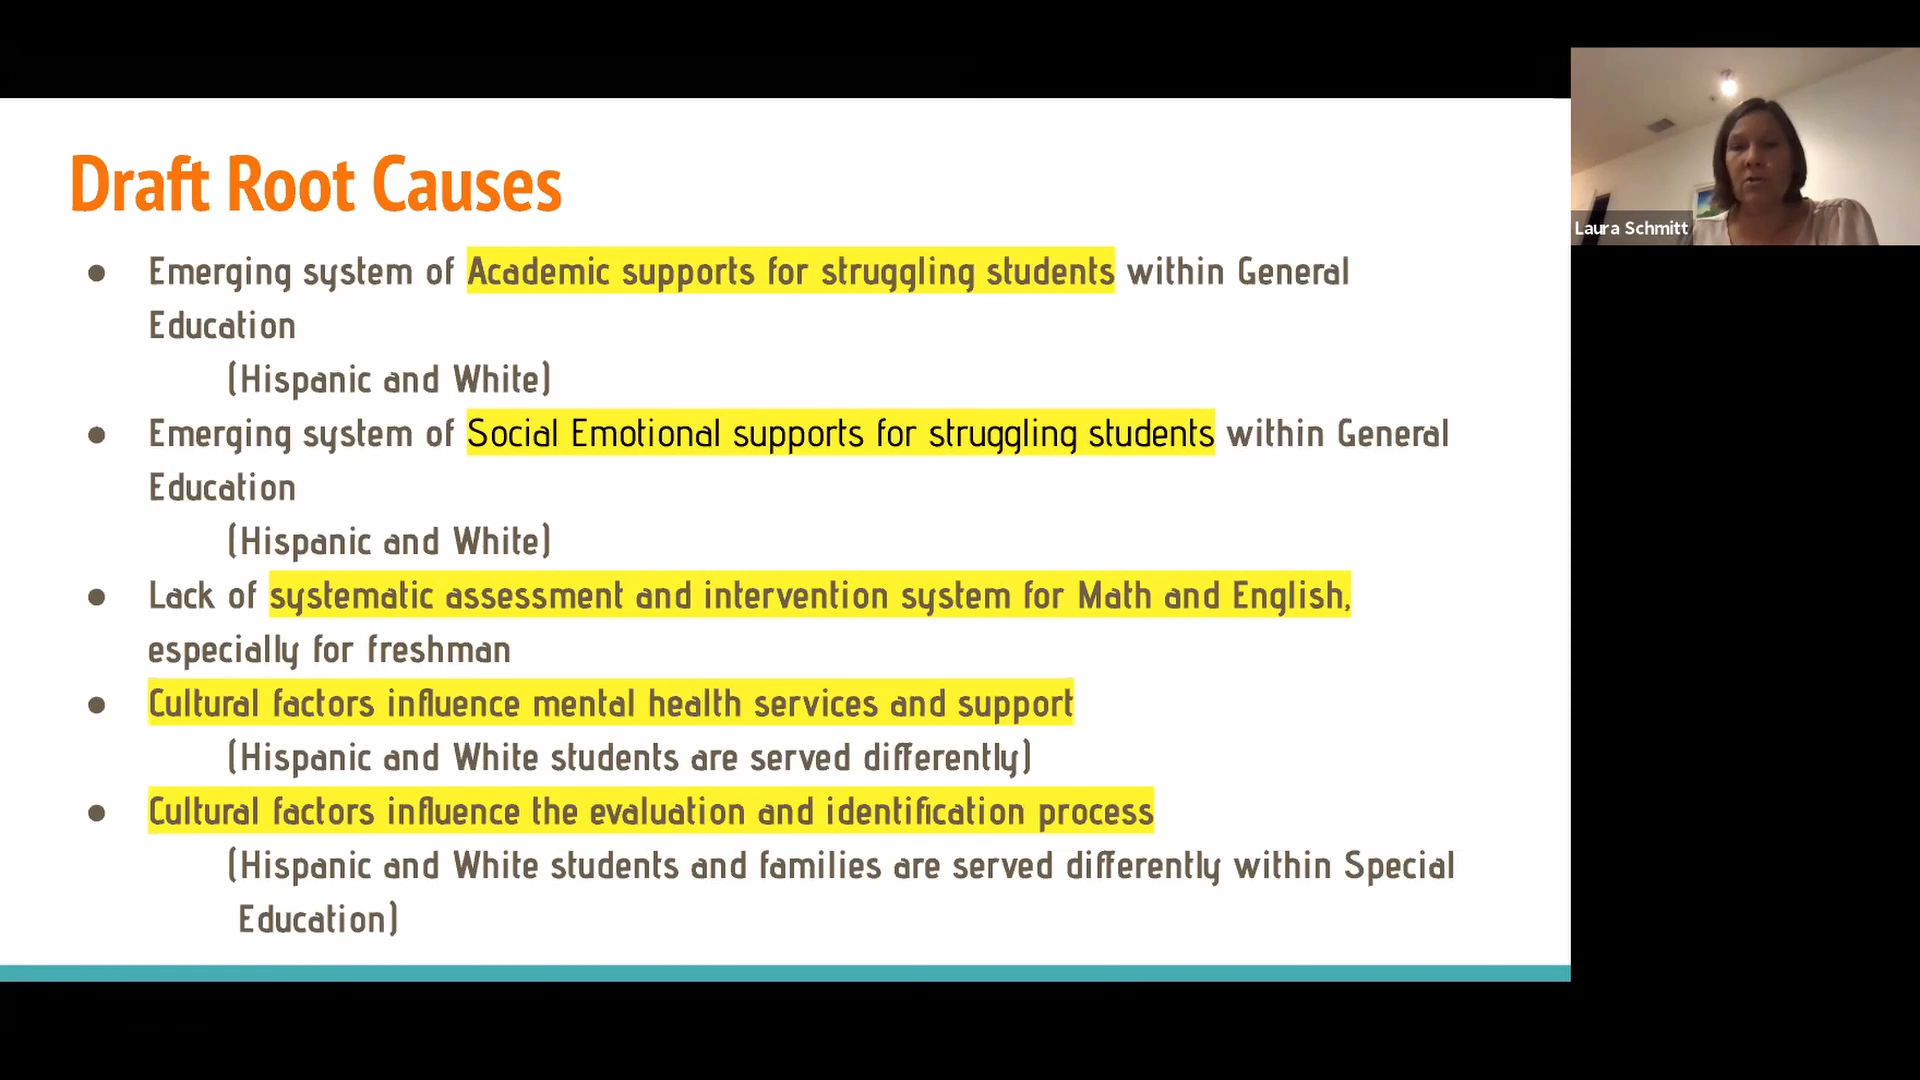 Draft Root Causes
● Emerging system of Academic supports for struggling students within General
Education
(Hispanic and White)
● Emerging system of Social Emotional supports for struggling students within General
Education
(Hispanic and White)
● Lack of systematic assessment and intervention system for Math and English,
especially for freshman
● Cultural factors influence mental health services and support
(Hispanic and White students are served differently)
● Cultural factors influence the evaluation and identification process
(Hispanic and White students and families are served differently within Special
Education)
Laura Schmitt